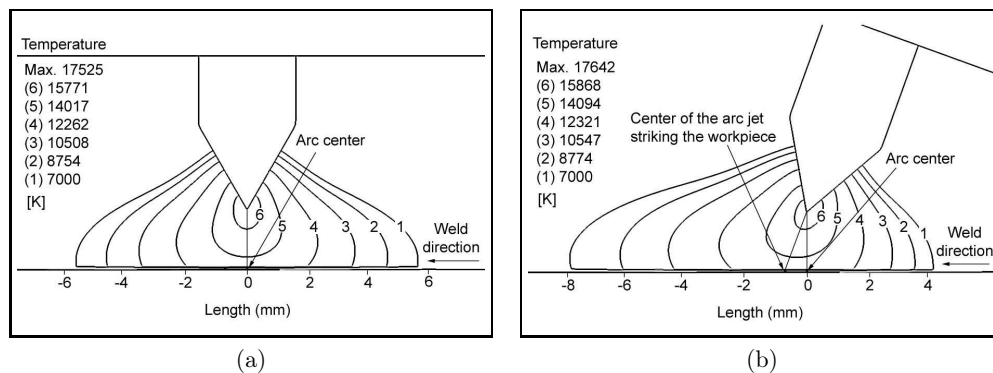 Temperature
Max. 17525
(6) 15771
(5) 14017
(4) 12262
(3) 10508
(2) 8754
(1) 7000
[K]
Arc center
6
5
4
3
2
1
Weld
direction
-6 -4 -2 0 2 4 6
Length (mm)
(a)
Temperature
Max. 17642
(6) 15868
(5) 14094
(4) 12321
(3) 10547
(2) 8774
(1) 7000
[K]
Center of the arc jet
striking the workpiece
Arc center
6
5
4
3
2
1
Weld
direction
-8 -6 -4 -2 0 2 4
Length (mm)
(b)